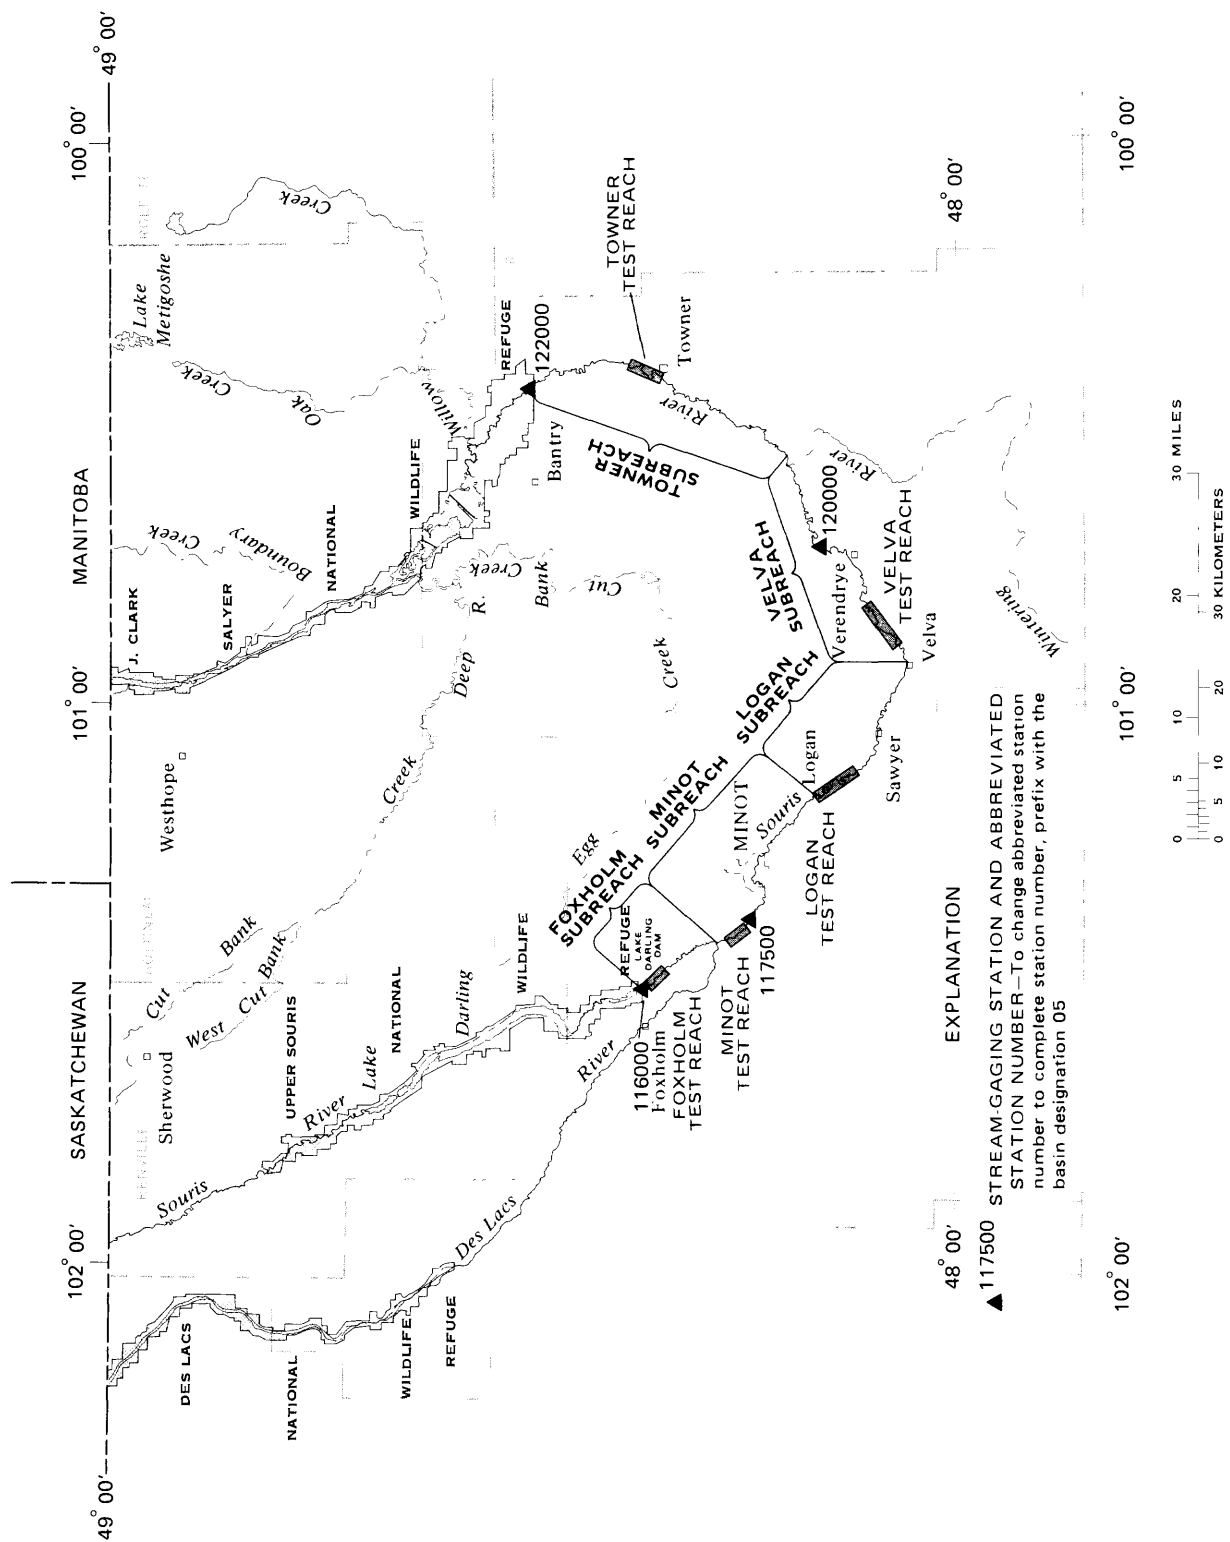 49° 00'
102° 00'
SASKATCHEWAN
101° 00'
MANITOBA
100° 00'
49° 00'
DES LACS
NATIONAL
WILDLIFE
REFUGE
Des Lacs
River
Souris
River
Sherwood
UPPER SOURIS
NATIONAL
WILDLIFE
REFUGE
Lake
Darling
LAKE
DARLING
DAM
West Cut Bank
Cut Bank
Creek
Westhope
J. CLARK
SALYER
NATIONAL
WILDLIFE
REFUGE
Boundary
Creek
Deep
R.
Cut
Bank
Creek
Egg
Creek
Oak
Creek
Lake
Metigoshe
Willow
Creek
Bantry
122000
TOWNER
TEST REACH
Towner
River
TOWNER
SUBREACH
VELVA
SUBREACH
LOGAN
SUBREACH
MINOT
SUBREACH
FOXHOLM
SUBREACH
116000
Foxholm
FOXHOLM
TEST REACH
MINOT
TEST REACH
117500
MINOT
Souris
Logan
LOGAN
TEST REACH
Sawyer
Velva
VELVA
TEST REACH
Verendrye
120000
River
Wintering
48° 00'
48° 00'
EXPLANATION
117500
STREAM-GAGING STATION AND ABBREVIATED
STATION NUMBER—To change abbreviated station
number to complete station number, prefix with the
basin designation 05
102° 00'
101° 00'
100° 00'
0 5 10 20 30 MILES
0 5 10 20 30 KILOMETERS